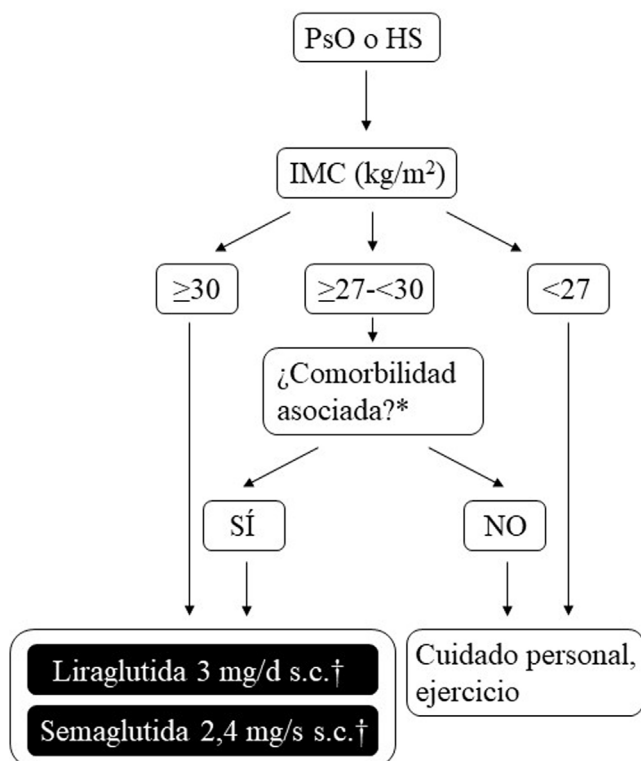 PsO o HS
IMC (kg/m²)
≥30
≥27-<30
<27
¿Comorbilidad
asociada?*
SÍ
NO
Liraglutida 3 mg/d s.c.†
Semaglutida 2,4 mg/s s.c.†
Cuidado personal,
ejercicio